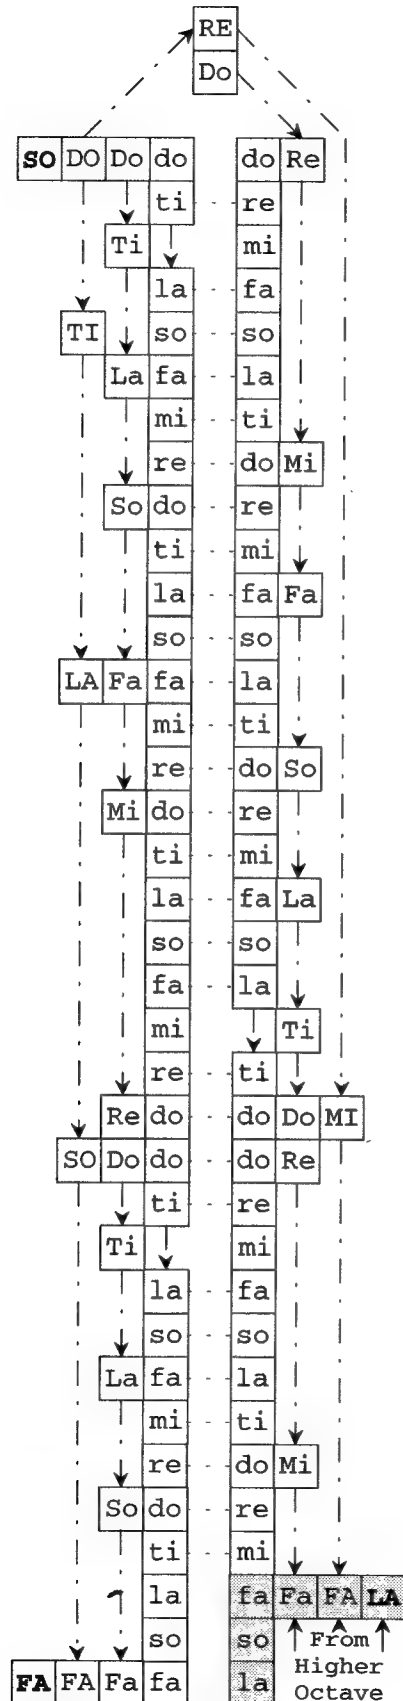 RE
Do
SO DO Do do do Re
ti re
Ti mi
la fa
TI so so
La fa la
mi ti
re do Mi
So do re
ti mi
la fa Fa
so so
LA Fa fa la
mi ti
re do So
Mi do re
ti mi
la fa La
so so
fa la
mi Ti
re ti
Re do do Do MI
SO Do do do Re
ti re
Ti mi
la fa
so so
La fa la
mi ti
re do Mi
So do re
ti mi
la fa Fa FA LA
so so From
Higher
FA FA Fa fa la Octave